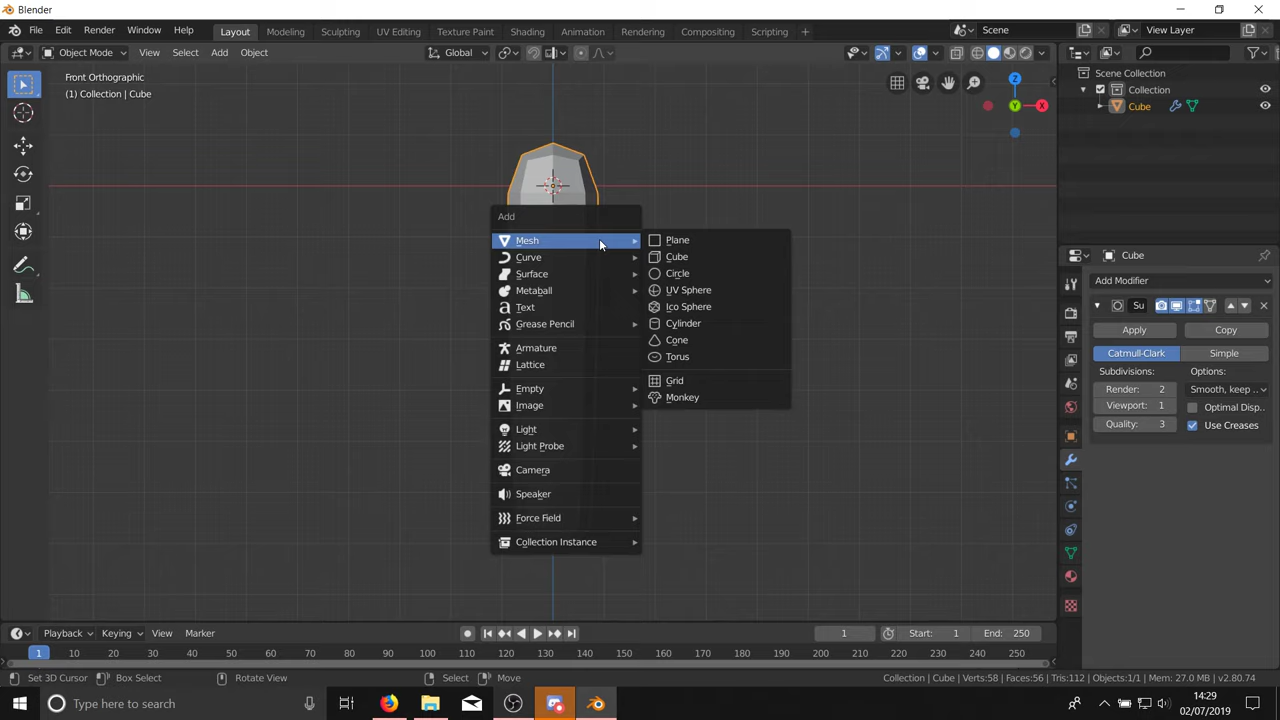 Blender
File Edit Render Window Help Layout Modeling Sculpting UV Editing Texture Paint Shading Animation Rendering Compositing Scripting + Scene View Layer
Object Mode View Select Add Object Global
Front Orthographic
(1) Collection | Cube
Z
Y
X
Scene Collection
Collection
Cube
Add
Mesh
Curve
Surface
Metaball
Text
Grease Pencil
Armature
Lattice
Empty
Image
Light
Light Probe
Camera
Speaker
Force Field
Collection Instance
Plane
Cube
Circle
UV Sphere
Ico Sphere
Cylinder
Cone
Torus
Grid
Monkey
Cube
Add Modifier
Su
Apply Copy
Catmull-Clark Simple
Subdivisions: Options:
Render: 2 Smooth, keep ..
Viewport: 1 Optimal Disp..
Quality: 3 Use Creases
Playback Keying View Marker 1 Start: 1 End: 250
1 10 20 30 40 50 60 70 80 90 100 110 120 130 140 150 160 170 180 190 200 210 220 230 240 250
Set 3D Cursor Box Select Rotate View Select Move Collection | Cube | Verts:58 | Faces:56 | Tris:112 | Objects:1/1 | Mem: 27.0 MB | v2.80.74
Type here to search
14:29
02/07/2019